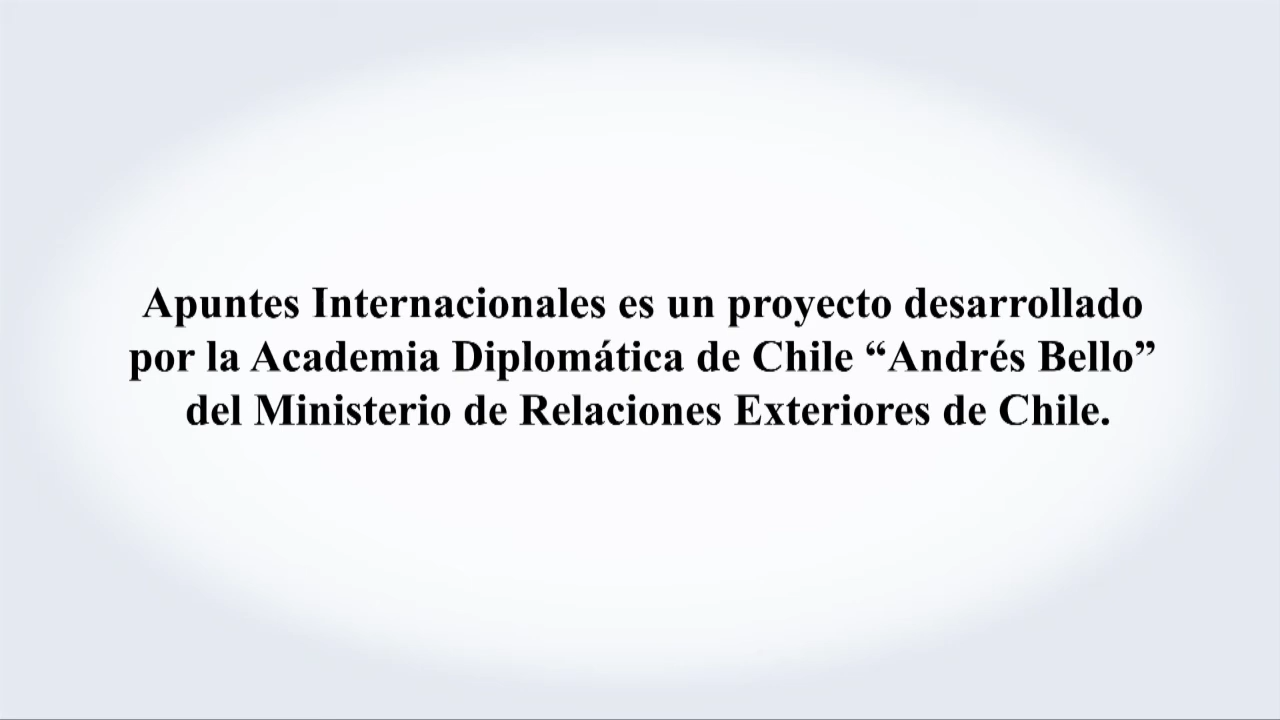 Apuntes Internacionales es un proyecto desarrollado
por la Academia Diplomática de Chile “Andrés Bello”
del Ministerio de Relaciones Exteriores de Chile.